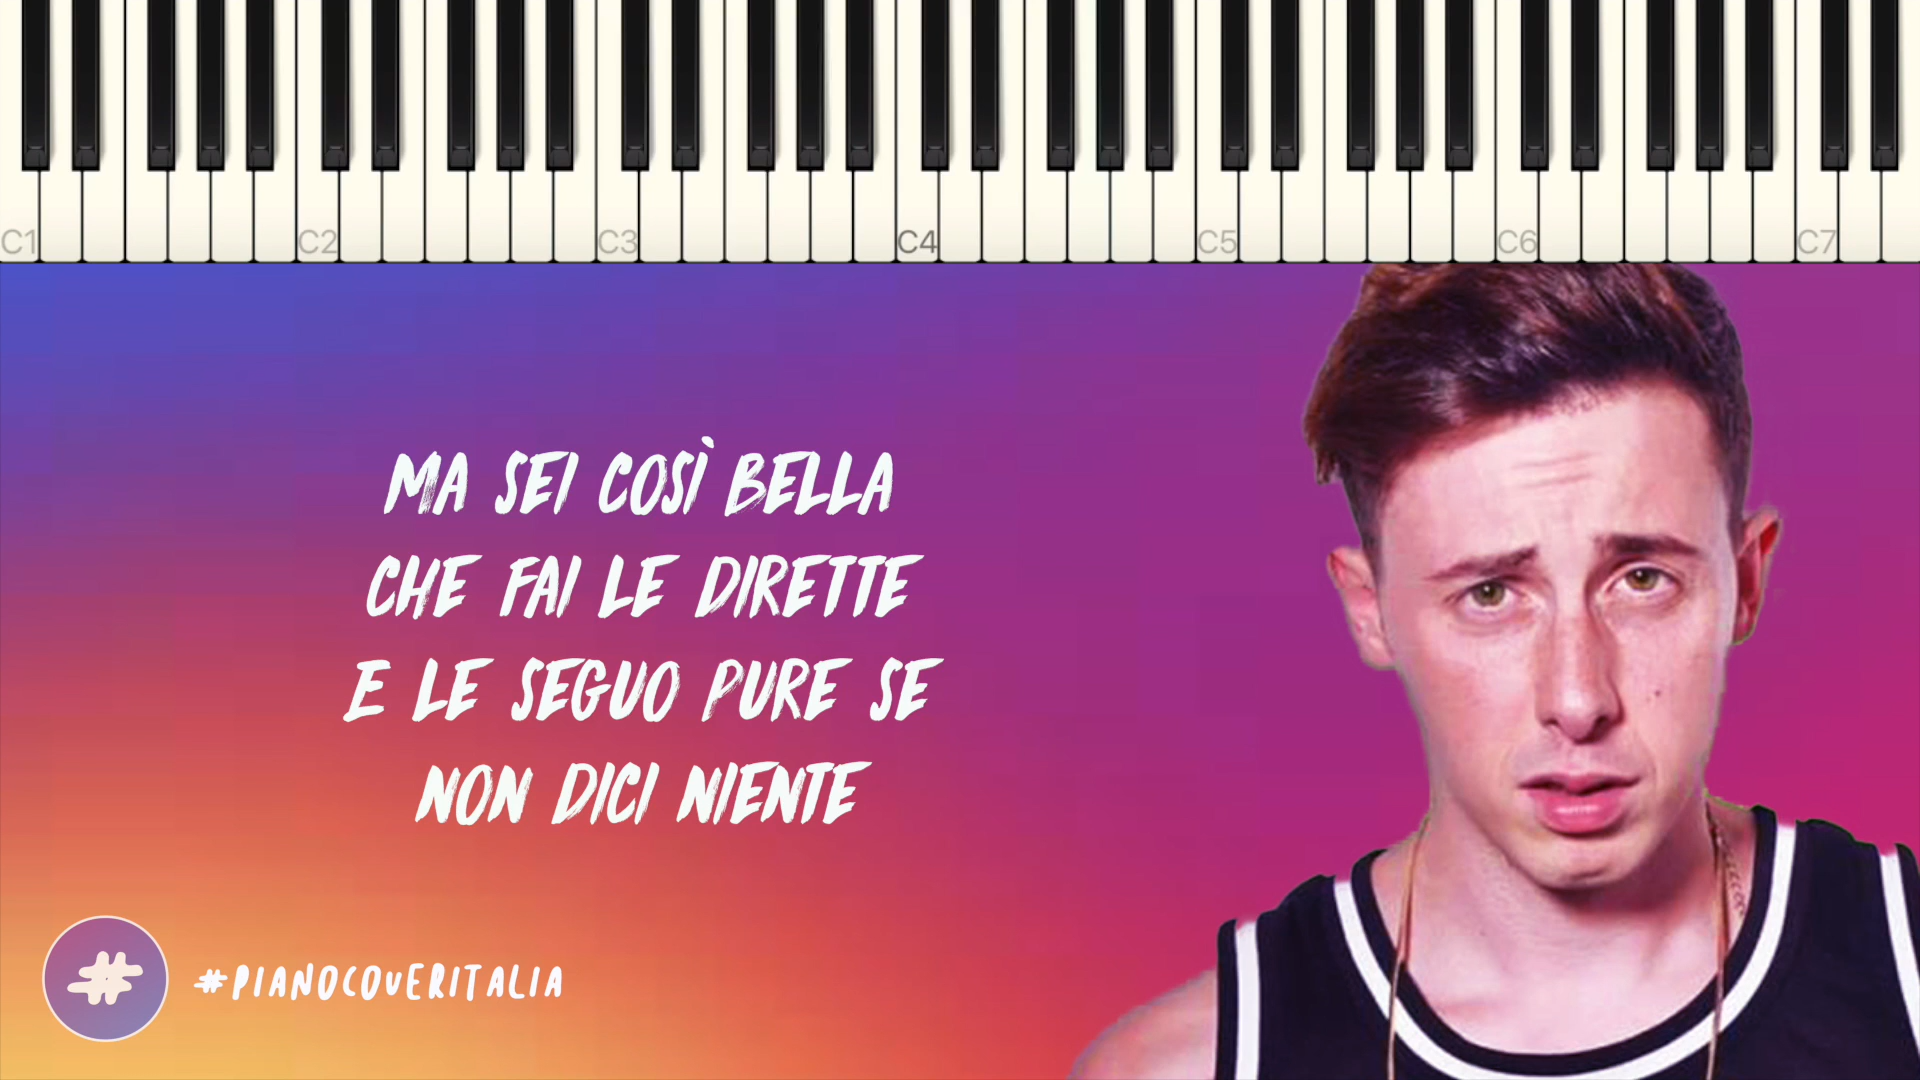 C1 C2 C3 C4 C5 C6 C7
MA SEI COSÌ BELLA
CHE FAI LE DIRETTE
E LE SEGUO PURE SE
NON DICI NIENTE
#
#PIANOCOVERITALIA